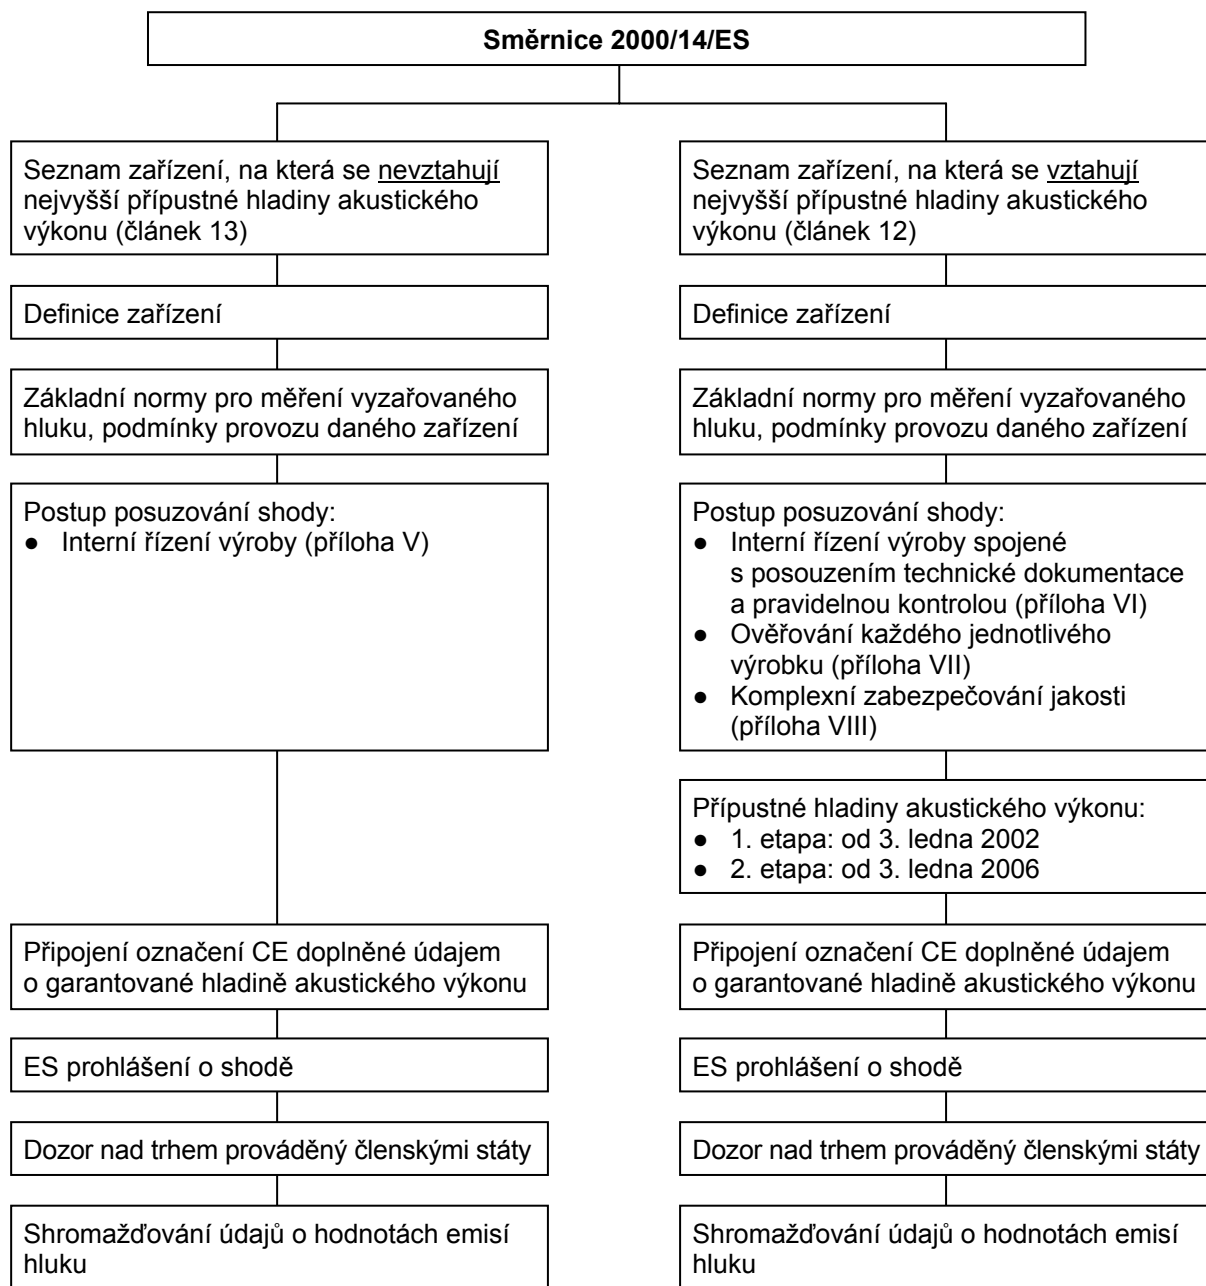 Směrnice 2000/14/ES
Seznam zařízení, na která se nevztahují
nejvyšší přípustné hladiny akustického
výkonu (článek 13)
Definice zařízení
Základní normy pro měření vyzařovaného
hluku, podmínky provozu daného zařízení
Postup posuzování shody:
● Interní řízení výroby (příloha V)
Připojení označení CE doplněné údajem
o garantované hladině akustického výkonu
ES prohlášení o shodě
Dozor nad trhem prováděný členskými státy
Shromažďování údajů o hodnotách emisí
hluku
Seznam zařízení, na která se vztahují
nejvyšší přípustné hladiny akustického
výkonu (článek 12)
Definice zařízení
Základní normy pro měření vyzařovaného
hluku, podmínky provozu daného zařízení
Postup posuzování shody:
● Interní řízení výroby spojené
s posouzením technické dokumentace
a pravidelnou kontrolou (příloha VI)
● Ověřování každého jednotlivého
výrobku (příloha VII)
● Komplexní zabezpečování jakosti
(příloha VIII)
Přípustné hladiny akustického výkonu:
● 1. etapa: od 3. ledna 2002
● 2. etapa: od 3. ledna 2006
Připojení označení CE doplněné údajem
o garantované hladině akustického výkonu
ES prohlášení o shodě
Dozor nad trhem prováděný členskými státy
Shromažďování údajů o hodnotách emisí
hluku